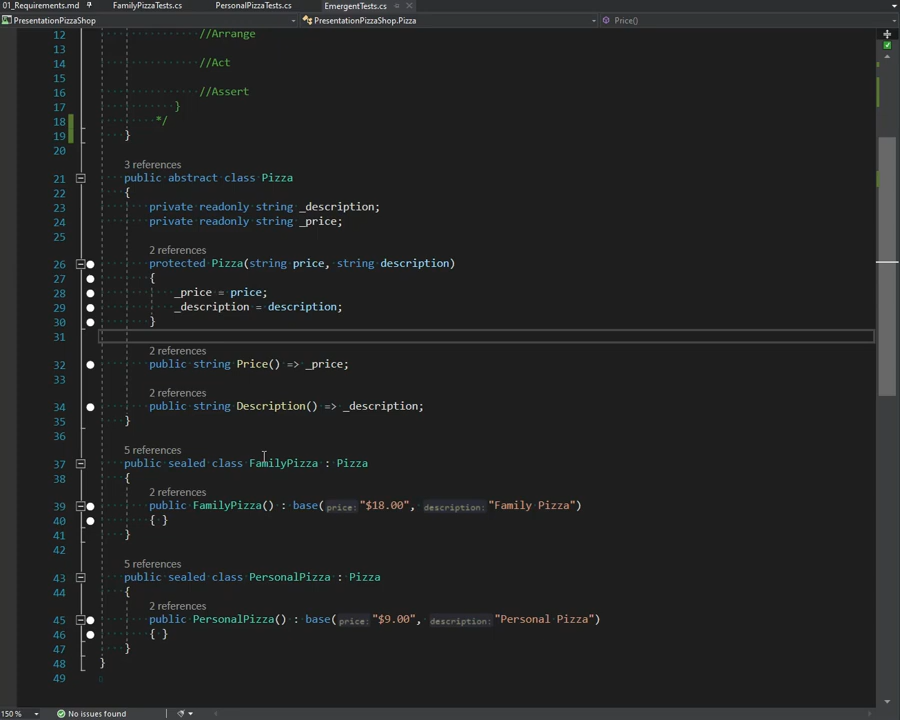 01_Requirements.md FamilyPizzaTests.cs PersonalPizzaTests.cs EmergentTests.cs
PresentationPizzaShop PresentationPizzaShop.Pizza Price()
12 //Arrange
13
14 //Act
15
16 //Assert
17 }
18 */
19 }
20
3 references
21 public abstract class Pizza
22 {
23 private readonly string _description;
24 private readonly string _price;
25
2 references
26 protected Pizza(string price, string description)
27 {
28 _price = price;
29 _description = description;
30 }
31
2 references
32 public string Price() => _price;
33
2 references
34 public string Description() => _description;
35 }
36
5 references
37 public sealed class FamilyPizza : Pizza
38 {
2 references
39 public FamilyPizza() : base(price: "$18.00", description: "Family Pizza")
40 { }
41 }
42
5 references
43 public sealed class PersonalPizza : Pizza
44 {
2 references
45 public PersonalPizza() : base(price: "$9.00", description: "Personal Pizza")
46 { }
47 }
48 }
49
150 % No issues found